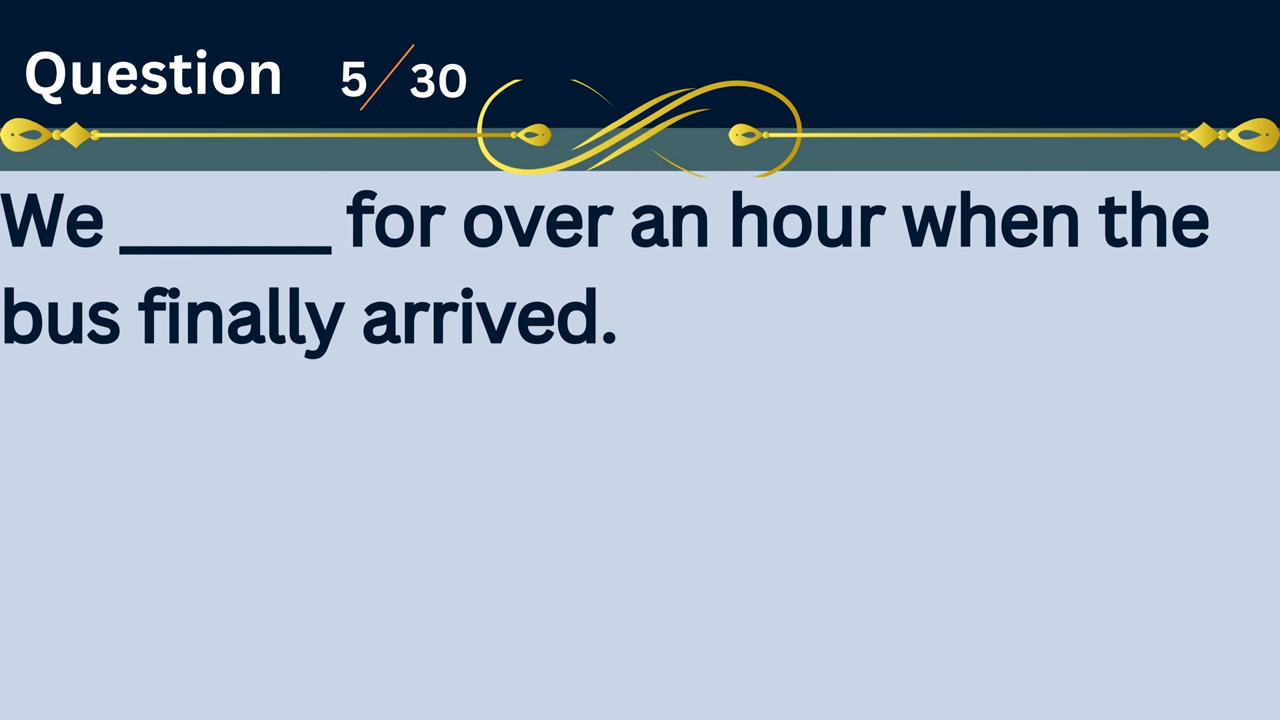 Question 5/30
We ______ for over an hour when the
bus finally arrived.